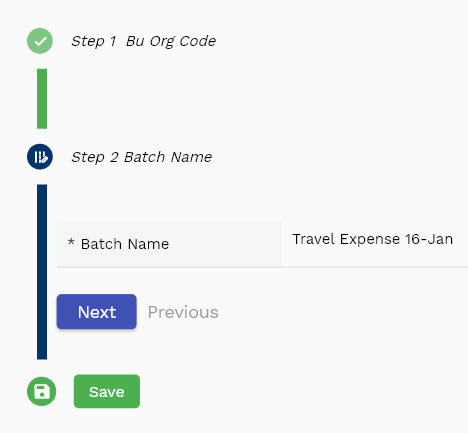 Step 1 Bu Org Code
Step 2 Batch Name
* Batch Name
Travel Expense 16-Jan
Next
Previous
Save